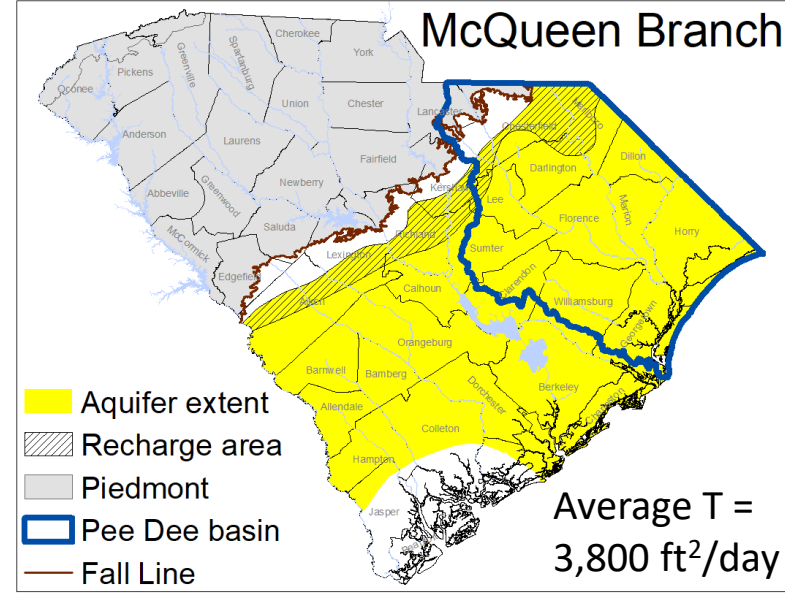 McQueen Branch
Cherokee
York
Spartanburg
Greenville
Pickens
Oconee
Union
Chester
Lancaster
Chesterfield
Marlboro
Anderson
Laurens
Fairfield
Darlington
Dillon
Kershaw
Lee
Marion
Abbeville
Greenwood
Newberry
Saluda
Richland
Florence
Horry
McCormick
Lexington
Sumter
Edgefield
Calhoun
Clarendon
Williamsburg
Aiken
Georgetown
Orangeburg
Barnwell
Bamberg
Berkeley
Dorchester
Allendale
Charleston
Colleton
Hampton
Jasper
Aquifer extent
Recharge area
Piedmont
Pee Dee basin
Fall Line
Average T =
3,800 ft²/day